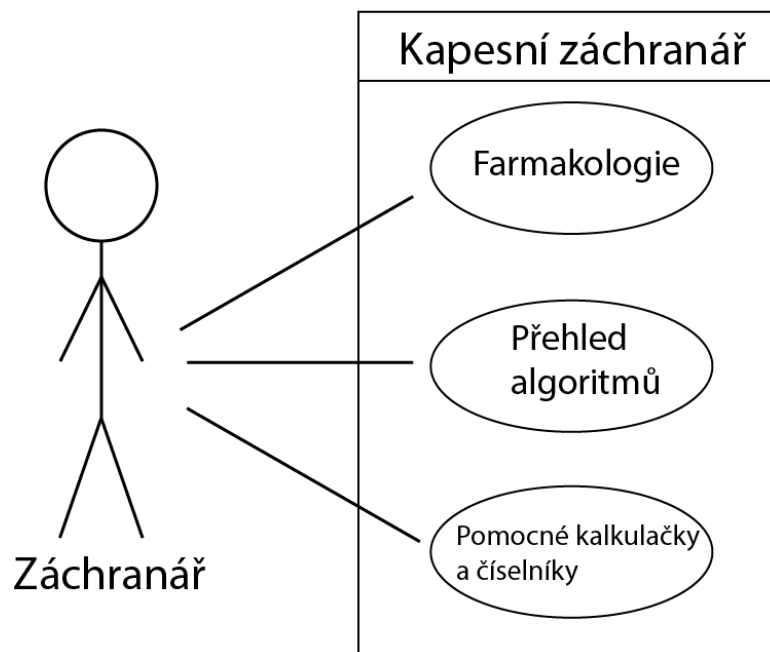 Kapesní záchranář
Farmakologie
Přehled
algoritmů
Pomocné kalkulačky
a číselníky
Záchranář